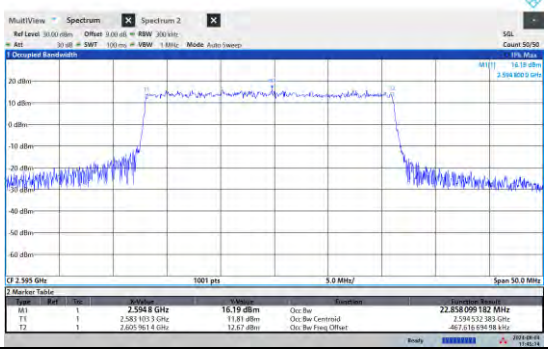 MultiView Spectrum X Spectrum 2 X
Ref Level 30.00 dBm Offset 9.00 dB RBW 300 kHz SGL
Att 30 dB SWT 100 ms VBW 1 MHz Mode Auto Sweep Count 50/50
1 Occupied Bandwidth 1Pk Max
M1[1] 16.19 dBm
2.594 800 0 GHz
20 dBm
10 dBm
0 dBm
-10 dBm
-20 dBm
-30 dBm
-40 dBm
-50 dBm
-60 dBm
CF 2.595 GHz 1001 pts 5.0 MHz/ Span 50.0 MHz
2 Marker Table
Type Ref Trc X-Value Y-Value Function Function Result
M1 1 2.5948 GHz 16.19 dBm Occ Bw 22.858 099 182 MHz
T1 1 2.583 103 3 GHz 11.81 dBm Occ Bw Centroid 2.594 532 383 GHz
T2 1 2.605 961 4 GHz 12.67 dBm Occ Bw Freq Offset -467.616 694 98 kHz
Ready